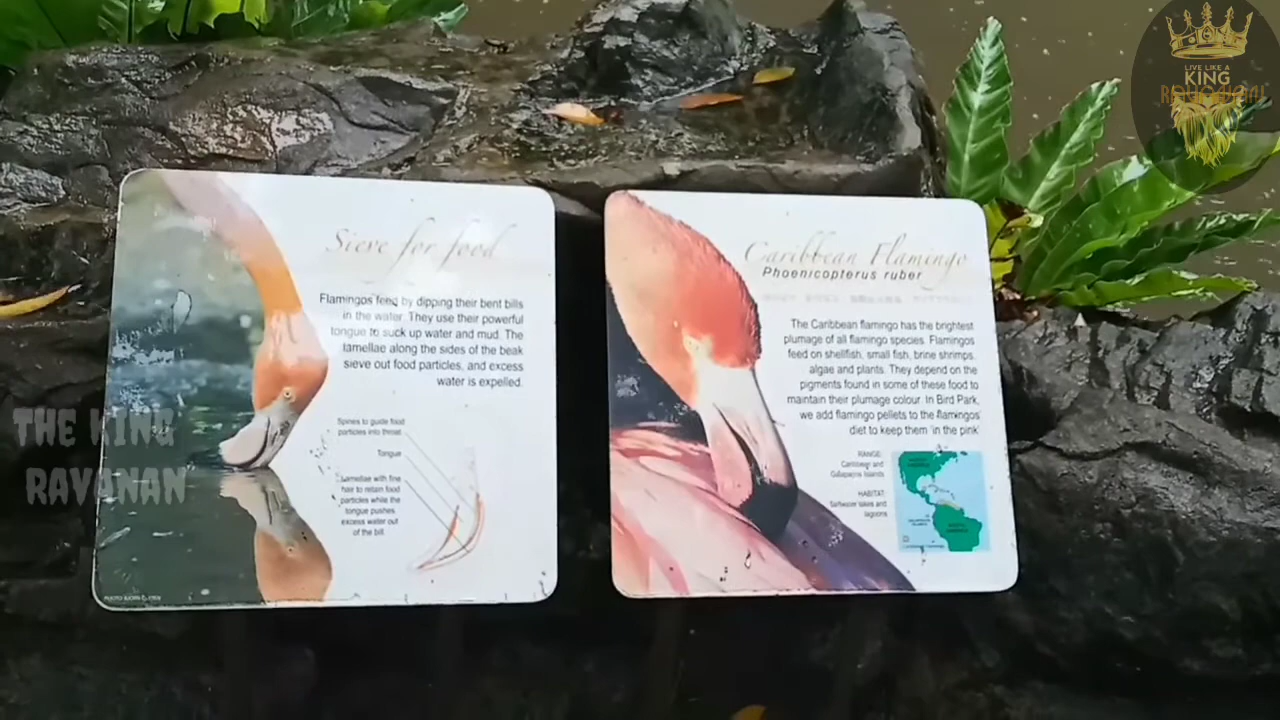 Sieve for food
Flamingos feed by dipping their bent bills
in the water. They use their powerful
tongue to suck up water and mud. The
lamellae along the sides of the beak
sieve out food particles, and excess
water is expelled.
Spines to guide food
particles into throat
Tongue
Lamellae with fine
hair to retain food
particles while the
tongue pushes
excess water out
of the bill
Caribbean Flamingo
Phoenicopterus ruber
The Caribbean flamingo has the brightest
plumage of all flamingo species. Flamingos
feed on shellfish, small fish, brine shrimps,
algae and plants. They depend on the
pigments found in some of these food to
maintain their plumage colour. In Bird Park,
we add flamingo pellets to the flamingos'
diet to keep them 'in the pink'
RANGE:
Caribbean and
Galapagos Islands
HABITAT:
Saltwater lakes and
lagoons
LIVE LIKE A
KING
THE KING
RAVANAN